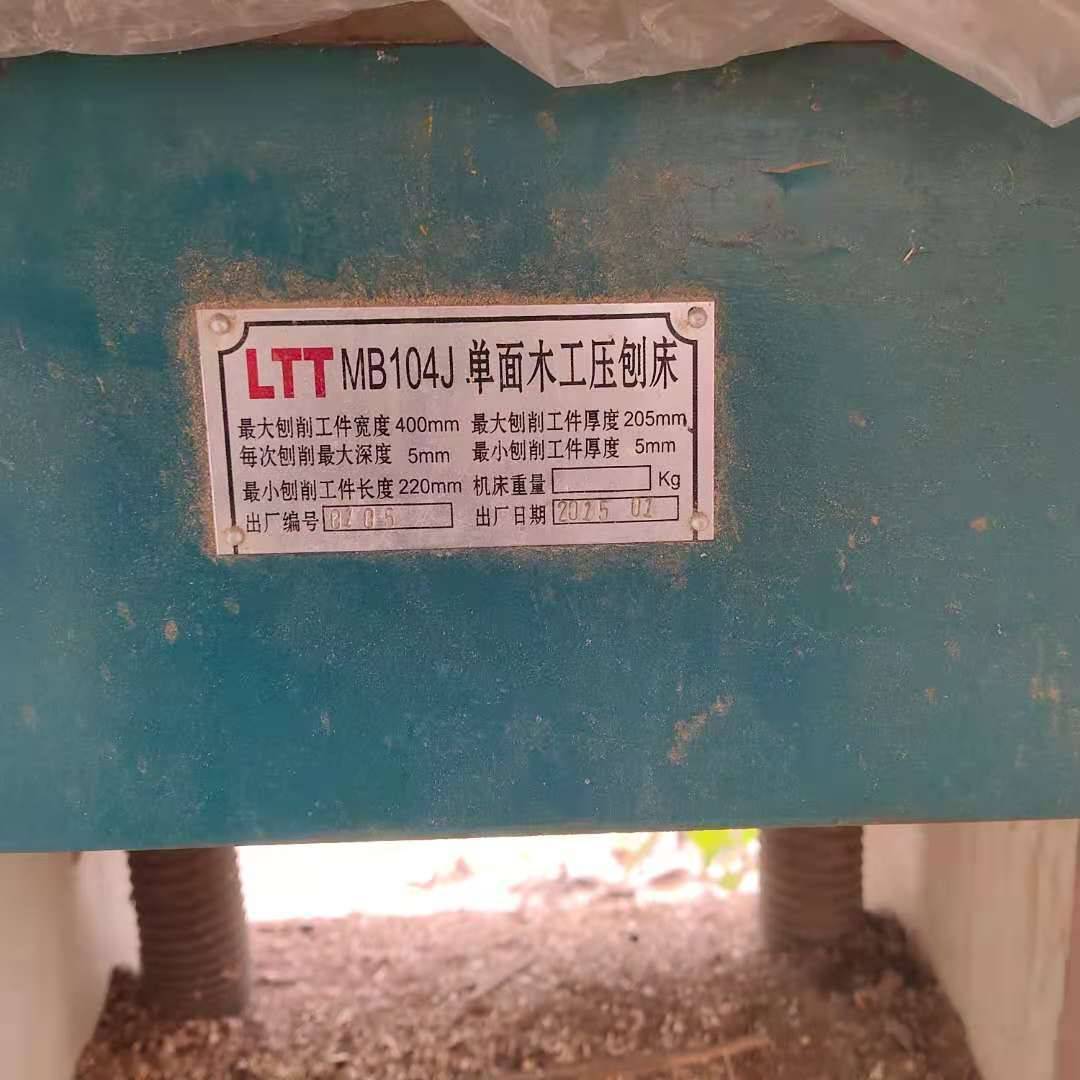 LTT MB104J 单面木工压刨床
最大刨削工件宽度 400mm 最大刨削工件厚度 205mm
每次刨削最大深度 5mm 最小刨削工件厚度 5mm
最小刨削工件长度 220mm 机床重量 Kg
出厂编号 出厂日期 2015 01